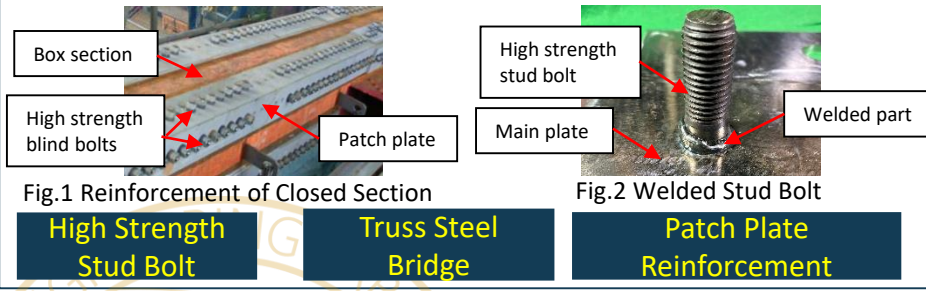 Box section
High strength
blind bolts
Patch plate
High strength
stud bolt
Main plate
Welded part
Fig.1 Reinforcement of Closed Section
Fig.2 Welded Stud Bolt
High Strength
Stud Bolt
Truss Steel
Bridge
Patch Plate
Reinforcement